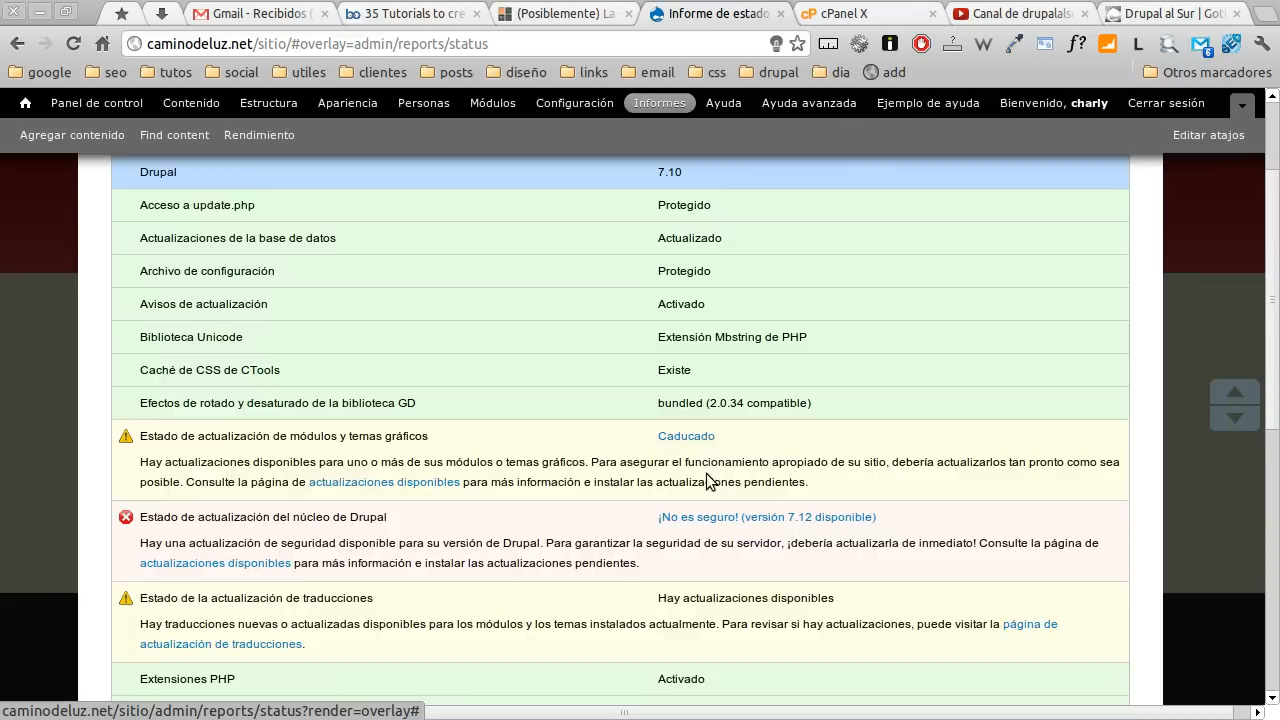 Gmail - Recibidos (
35 Tutorials to cre
(Posiblemente) La
Informe de estado
cPanel X
Canal de drupalals
Drupal al Sur | Goti
caminodeluz.net/sitio/#overlay=admin/reports/status
google
seo
tutos
social
utiles
clientes
posts
diseño
links
email
css
drupal
dia
add
Otros marcadores
Panel de control
Contenido
Estructura
Apariencia
Personas
Módulos
Configuración
Informes
Ayuda
Ayuda avanzada
Ejemplo de ayuda
Bienvenido, charly
Cerrar sesión
Agregar contenido
Find content
Rendimiento
Editar atajos
Drupal 7.10
Acceso a update.php Protegido
Actualizaciones de la base de datos Actualizado
Archivo de configuración Protegido
Avisos de actualización Activado
Biblioteca Unicode Extensión Mbstring de PHP
Caché de CSS de CTools Existe
Efectos de rotado y desaturado de la biblioteca GD bundled (2.0.34 compatible)
Estado de actualización de módulos y temas gráficos Caducado
Hay actualizaciones disponibles para uno o más de sus módulos o temas gráficos. Para asegurar el funcionamiento apropiado de su sitio, debería actualizarlos tan pronto como sea
posible. Consulte la página de actualizaciones disponibles para más información e instalar las actualizaciones pendientes.
Estado de actualización del núcleo de Drupal ¡No es seguro! (versión 7.12 disponible)
Hay una actualización de seguridad disponible para su versión de Drupal. Para garantizar la seguridad de su servidor, ¡debería actualizarla de inmediato! Consulte la página de
actualizaciones disponibles para más información e instalar las actualizaciones pendientes.
Estado de la actualización de traducciones Hay actualizaciones disponibles
Hay traducciones nuevas o actualizadas disponibles para los módulos y los temas instalados actualmente. Para revisar si hay actualizaciones, puede visitar la página de
actualización de traducciones.
Extensiones PHP Activado
caminodeluz.net/sitio/admin/reports/status?render=overlay#